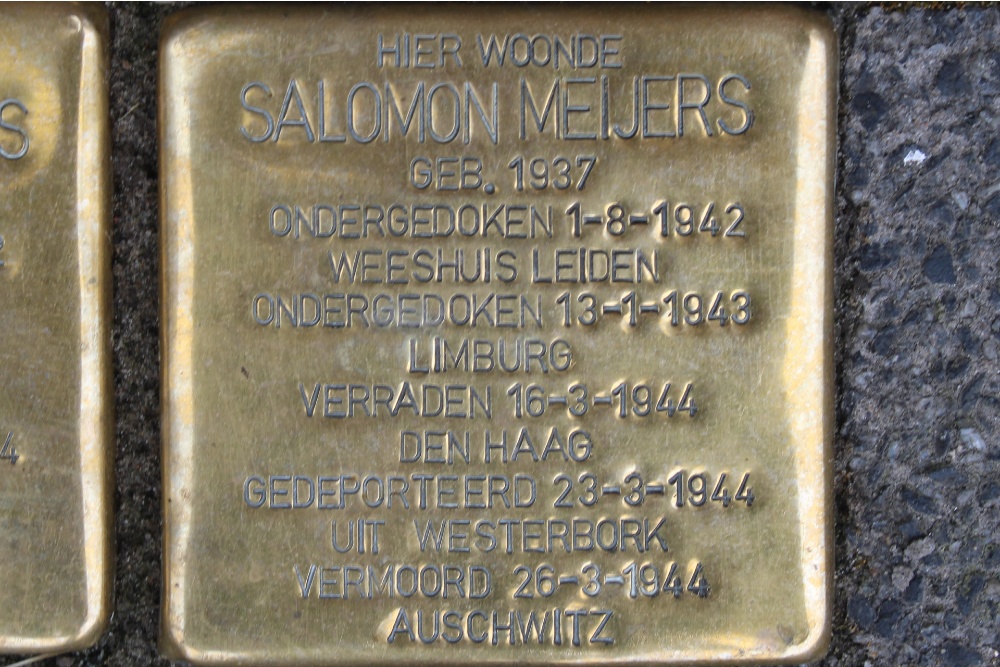 HIER WOONDE
SALOMON MEIJERS
GEB. 1937
ONDERGEDOKEN 1-8-1942
WEESHUIS LEIDEN
ONDERGEDOKEN 13-1-1943
LIMBURG
VERRADEN 16-3-1944
DEN HAAG
GEDEPORTEERD 23-3-1944
UIT WESTERBORK
VERMOORD 26-3-1944
AUSCHWITZ